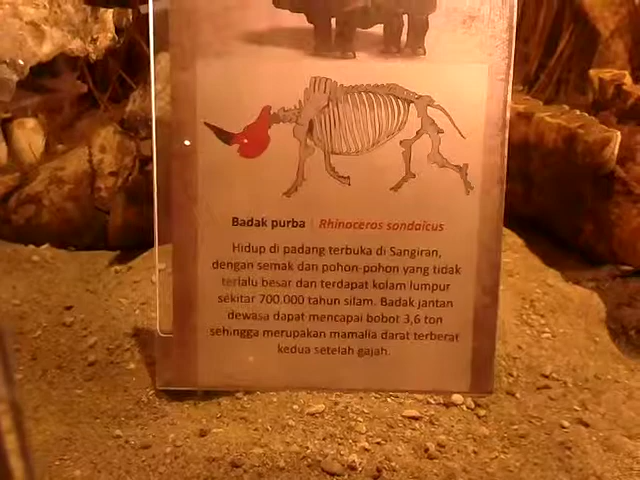 Badak purba | Rhinoceros sondaicus
Hidup di padang terbuka di Sangiran,
dengan semak dan pohon-pohon yang tidak
terlalu besar dan terdapat kolam lumpur
sekitar 700.000 tahun silam. Badak jantan
dewasa dapat mencapai bobot 3,6 ton
sehingga merupakan mamalia darat terberat
kedua setelah gajah.